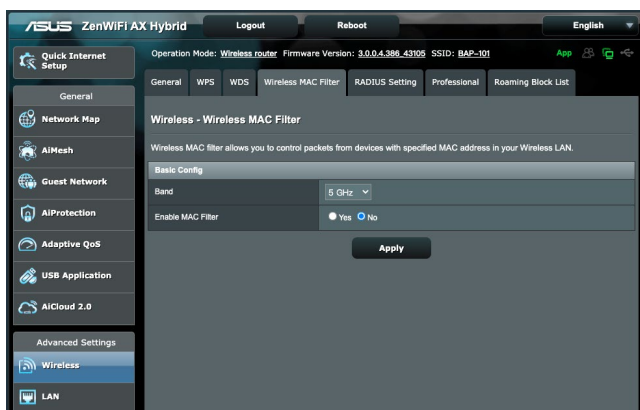 ASUS ZenWiFi AX Hybrid Logout Reboot English
Operation Mode: Wireless router Firmware Version: 3.0.0.4.386_43105 SSID: BAP-101 App
Quick Internet
Setup
General
Network Map
AiMesh
Guest Network
AiProtection
Adaptive QoS
USB Application
AiCloud 2.0
Advanced Settings
Wireless
LAN
General WPS WDS Wireless MAC Filter RADIUS Setting Professional Roaming Block List
Wireless - Wireless MAC Filter
Wireless MAC filter allows you to control packets from devices with specified MAC address in your Wireless LAN.
Basic Config
Band 5 GHz
Enable MAC Filter Yes No
Apply